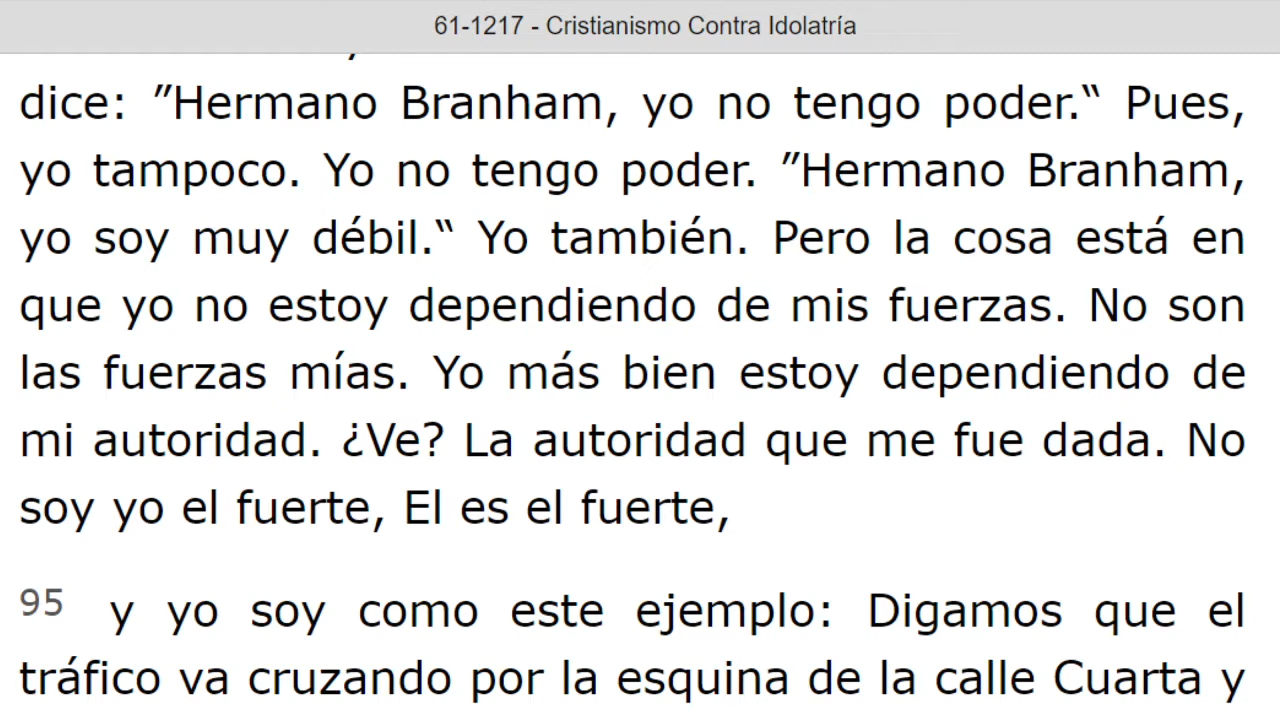 61-1217 - Cristianismo Contra Idolatría
dice: ”Hermano Branham, yo no tengo poder.“ Pues,
yo tampoco. Yo no tengo poder. ”Hermano Branham,
yo soy muy débil.“ Yo también. Pero la cosa está en
que yo no estoy dependiendo de mis fuerzas. No son
las fuerzas mías. Yo más bien estoy dependiendo de
mi autoridad. ¿Ve? La autoridad que me fue dada. No
soy yo el fuerte, El es el fuerte,
95 y yo soy como este ejemplo: Digamos que el
tráfico va cruzando por la esquina de la calle Cuarta y